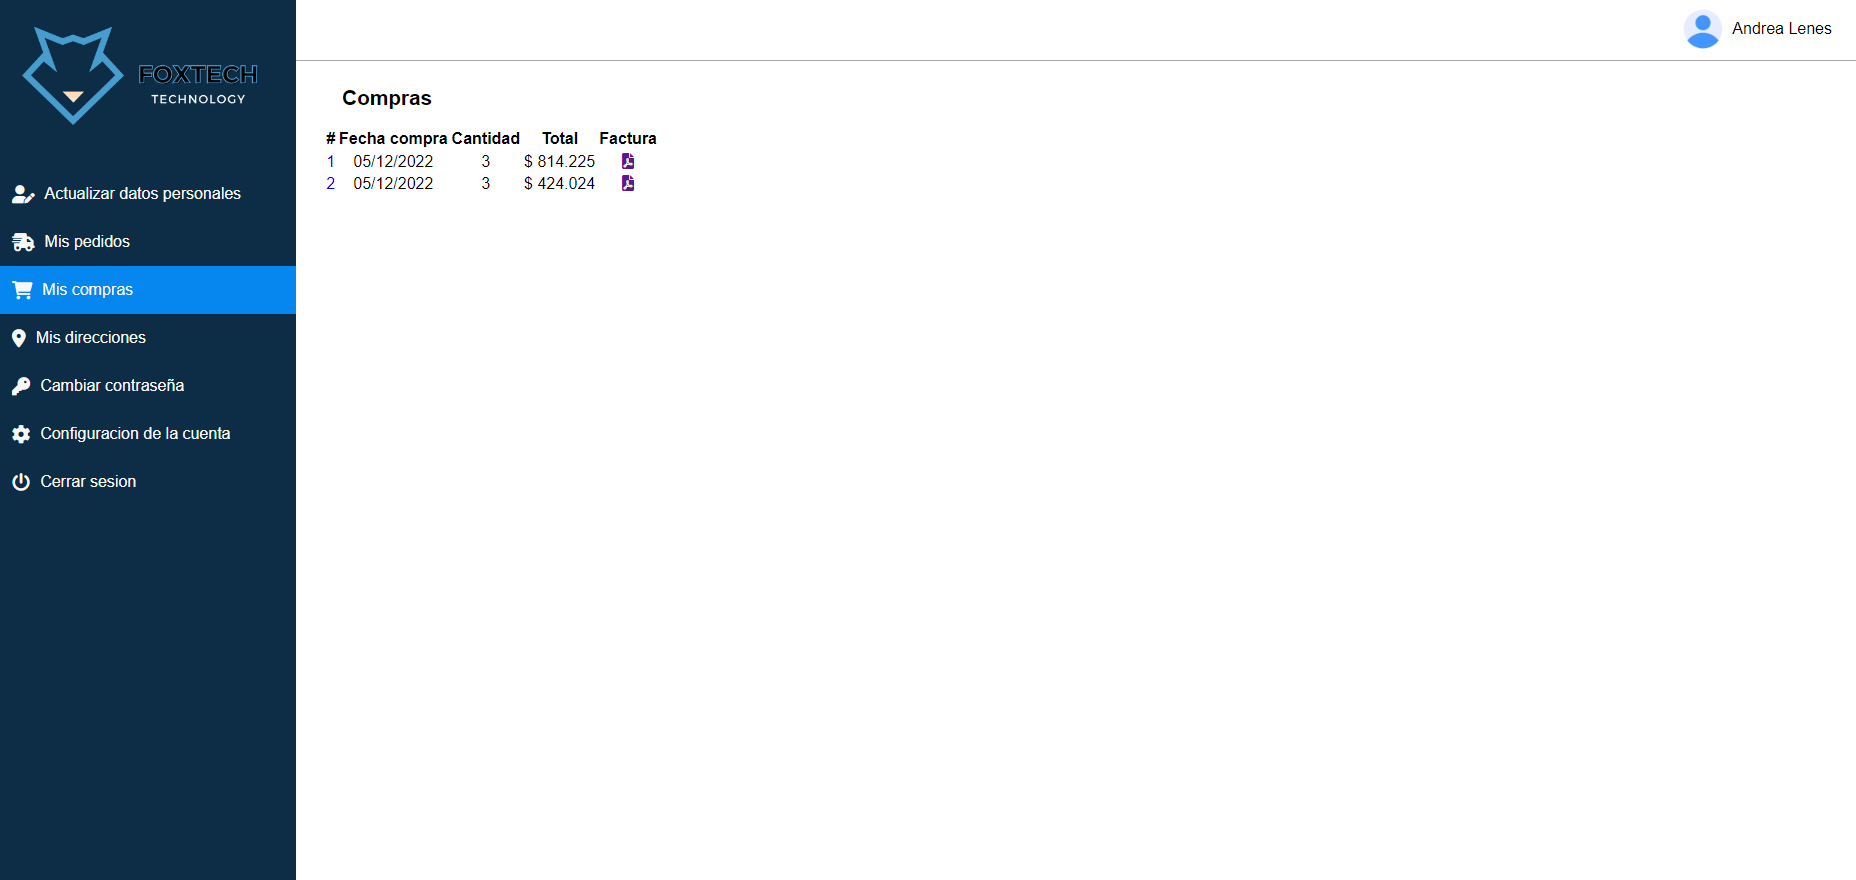 FOXTECH
TECHNOLOGY
Andrea Lenes
Actualizar datos personales
Mis pedidos
Mis compras
Mis direcciones
Cambiar contraseña
Configuracion de la cuenta
Cerrar sesion
Compras
# Fecha compra Cantidad Total Factura
1 05/12/2022 3 $ 814.225
2 05/12/2022 3 $ 424.024